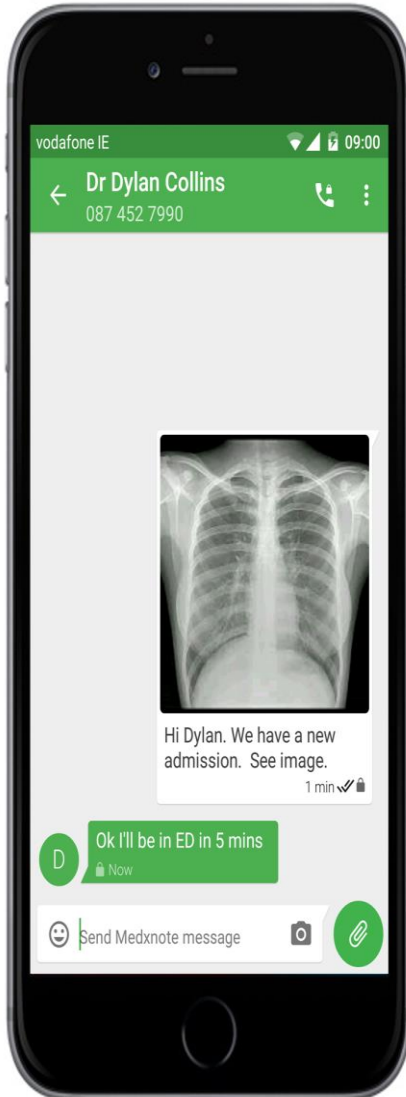 vodafone IE 09:00
Dr Dylan Collins
087 452 7990
Hi Dylan. We have a new
admission. See image.
1 min
D
Ok I'll be in ED in 5 mins
Now
Send Medxnote message